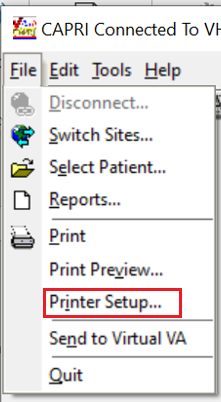 CAPRI Connected To VH
File Edit Tools Help
Disconnect...
Switch Sites...
Select Patient...
Reports...
Print
Print Preview...
Printer Setup...
Send to Virtual VA
Quit